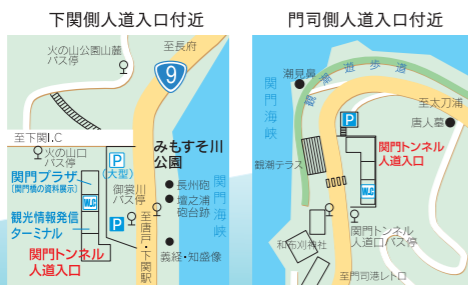 下関側人道入口付近
火の山公園山麓
バス停
至長府
9
至下関I.C
火の山口
バス停
P
(大型)
みもすそ川
公園
関門プラザ
(関門橋の資料展示)
W.C
御裳川
バス停
長州砲
壇之浦
砲台跡
関門海峡
観光情報発信
ターミナル
P
至唐戸・下関駅
関門トンネル
人道入口
義経・知盛像
門司側人道入口付近
潮見鼻
観潮遊歩道
関門海峡
至太刀浦
唐人墓
P
関門トンネル
人道入口
観潮テラス
W.C
関門トンネル
人道口バス停
和布刈神社
至門司港レトロ